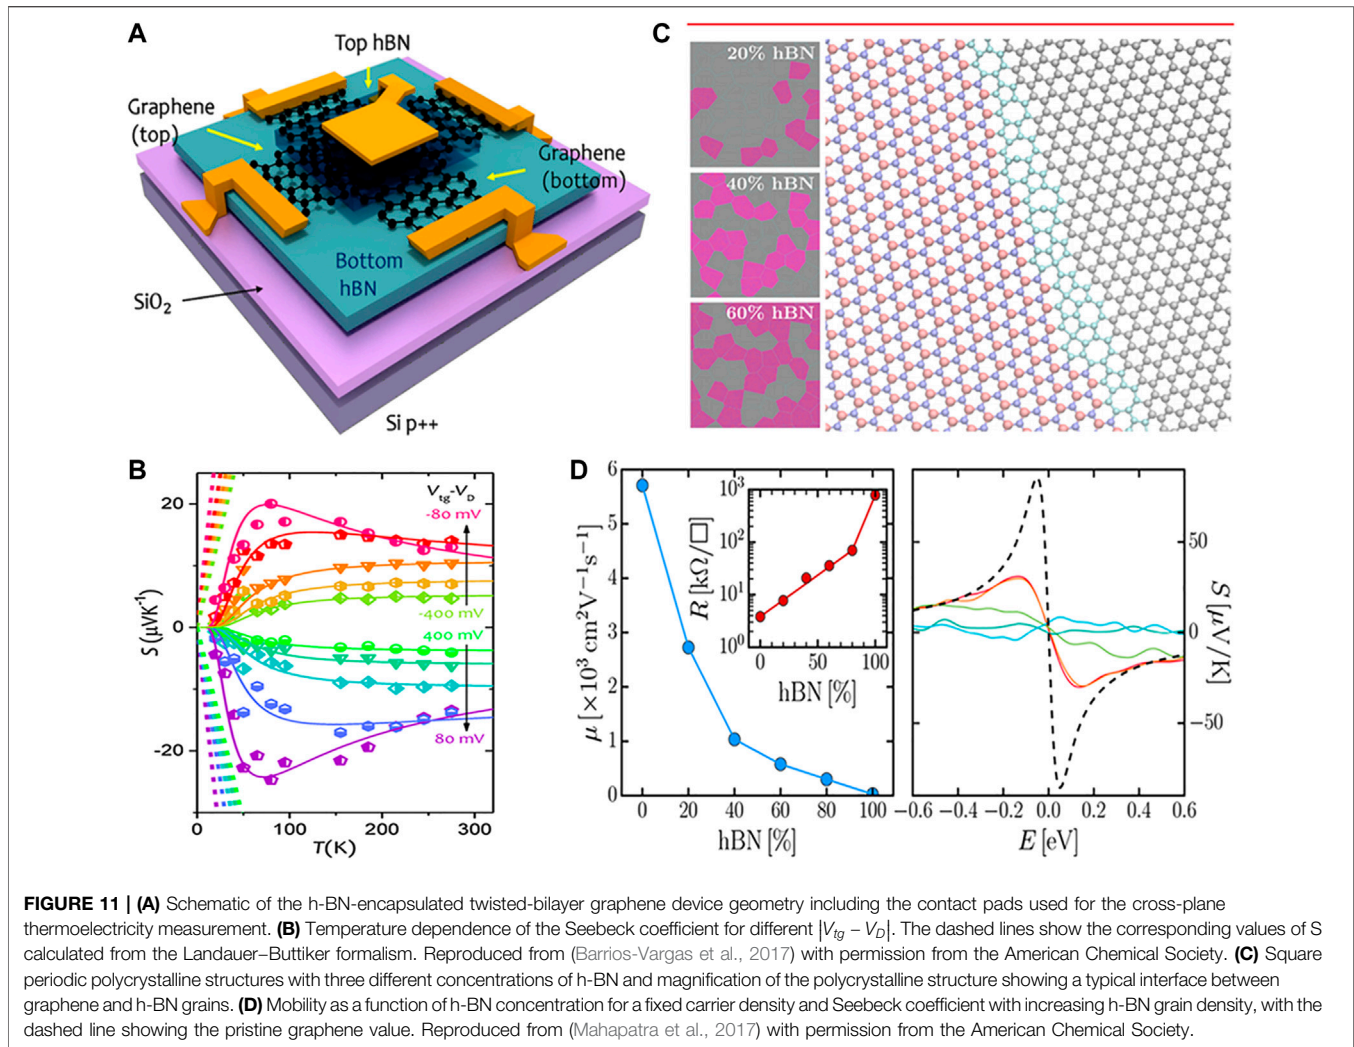 A
Top hBN
Graphene
(top)
Graphene
(bottom)
Bottom
hBN
SiO2
Si p++
C
20% hBN
40% hBN
60% hBN
B
S (μVK-1)
20
0
-20
Vtg-VD
-80 mV
-400 mV
400 mV
80 mV
0 100 200 300
T(K)
D
μ [×10³ cm²V−1s−1]
6
5
4
3
2
1
0
0 20 40 60 80 100
hBN [%]
R [kΩ/□]
10³
10²
10¹
10⁰
0 50 100
hBN [%]
50
0
−50
S [μV/K]
−0.6 −0.4 −0.2 0.0 0.2 0.4 0.6
E [eV]
FIGURE 11 | (A) Schematic of the h-BN-encapsulated twisted-bilayer graphene device geometry including the contact pads used for the cross-plane
thermoelectricity measurement. (B) Temperature dependence of the Seebeck coefficient for different |Vtg – VD|. The dashed lines show the corresponding values of S
calculated from the Landauer–Buttiker formalism. Reproduced from (Barrios-Vargas et al., 2017) with permission from the American Chemical Society. (C) Square
periodic polycrystalline structures with three different concentrations of h-BN and magnification of the polycrystalline structure showing a typical interface between
graphene and h-BN grains. (D) Mobility as a function of h-BN concentration for a fixed carrier density and Seebeck coefficient with increasing h-BN grain density, with the
dashed line showing the pristine graphene value. Reproduced from (Mahapatra et al., 2017) with permission from the American Chemical Society.